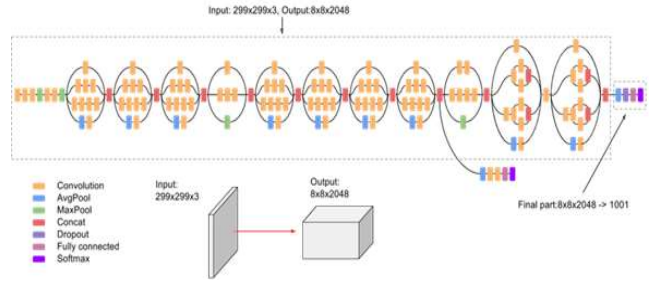 Input: 299x299x3, Output:8x8x2048
Convolution
AvgPool
MaxPool
Concat
Dropout
Fully connected
Softmax
Input:
299x299x3
Output:
8x8x2048
Final part:8x8x2048 -> 1001